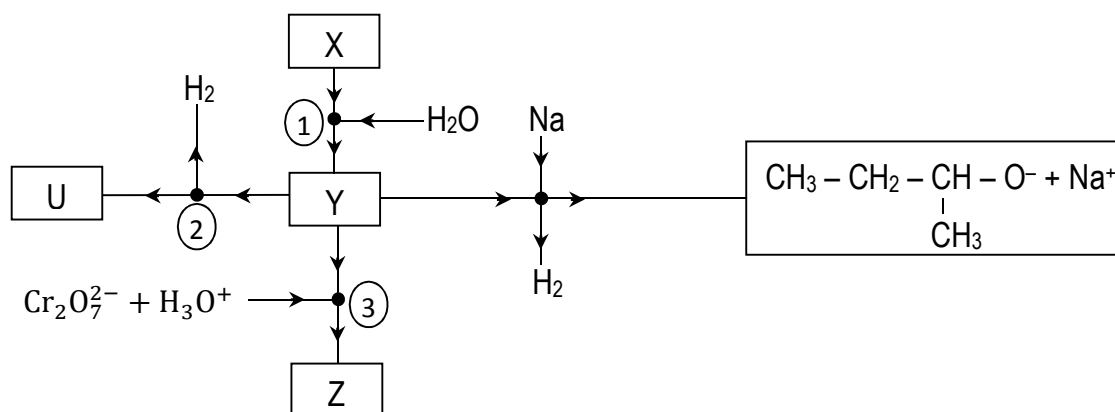 X
H₂
1
H₂O
Na
U
2
Y
CH₃ – CH₂ – CH – O⁻ + Na⁺
CH₃
H₂
Cr₂O₇²⁻ + H₃O⁺
3
Z